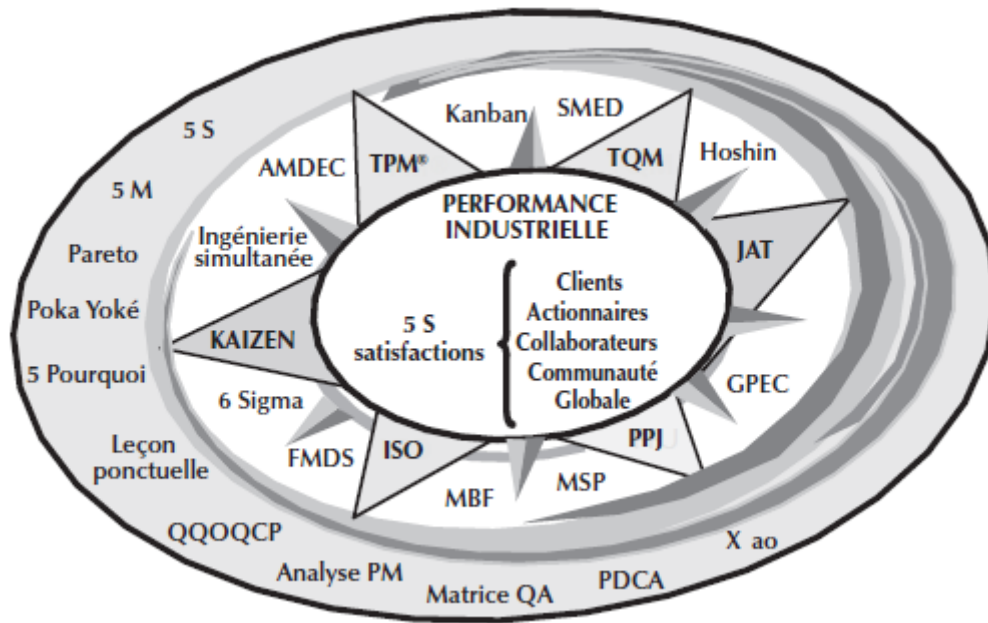 Kanban
SMED
5 S
AMDEC
TPM®
TQM
Hoshin
5 M
PERFORMANCE
INDUSTRIELLE
Pareto
Ingénierie
simultanée
JAT
Poka Yoké
KAIZEN
5 S
satisfactions
Clients
Actionnaires
Collaborateurs
Communauté
Globale
5 Pourquoi
6 Sigma
GPEC
Leçon
ponctuelle
FMDS
ISO
PPJ
MBF
MSP
QQOQCP
X ao
Analyse PM
Matrice QA
PDCA